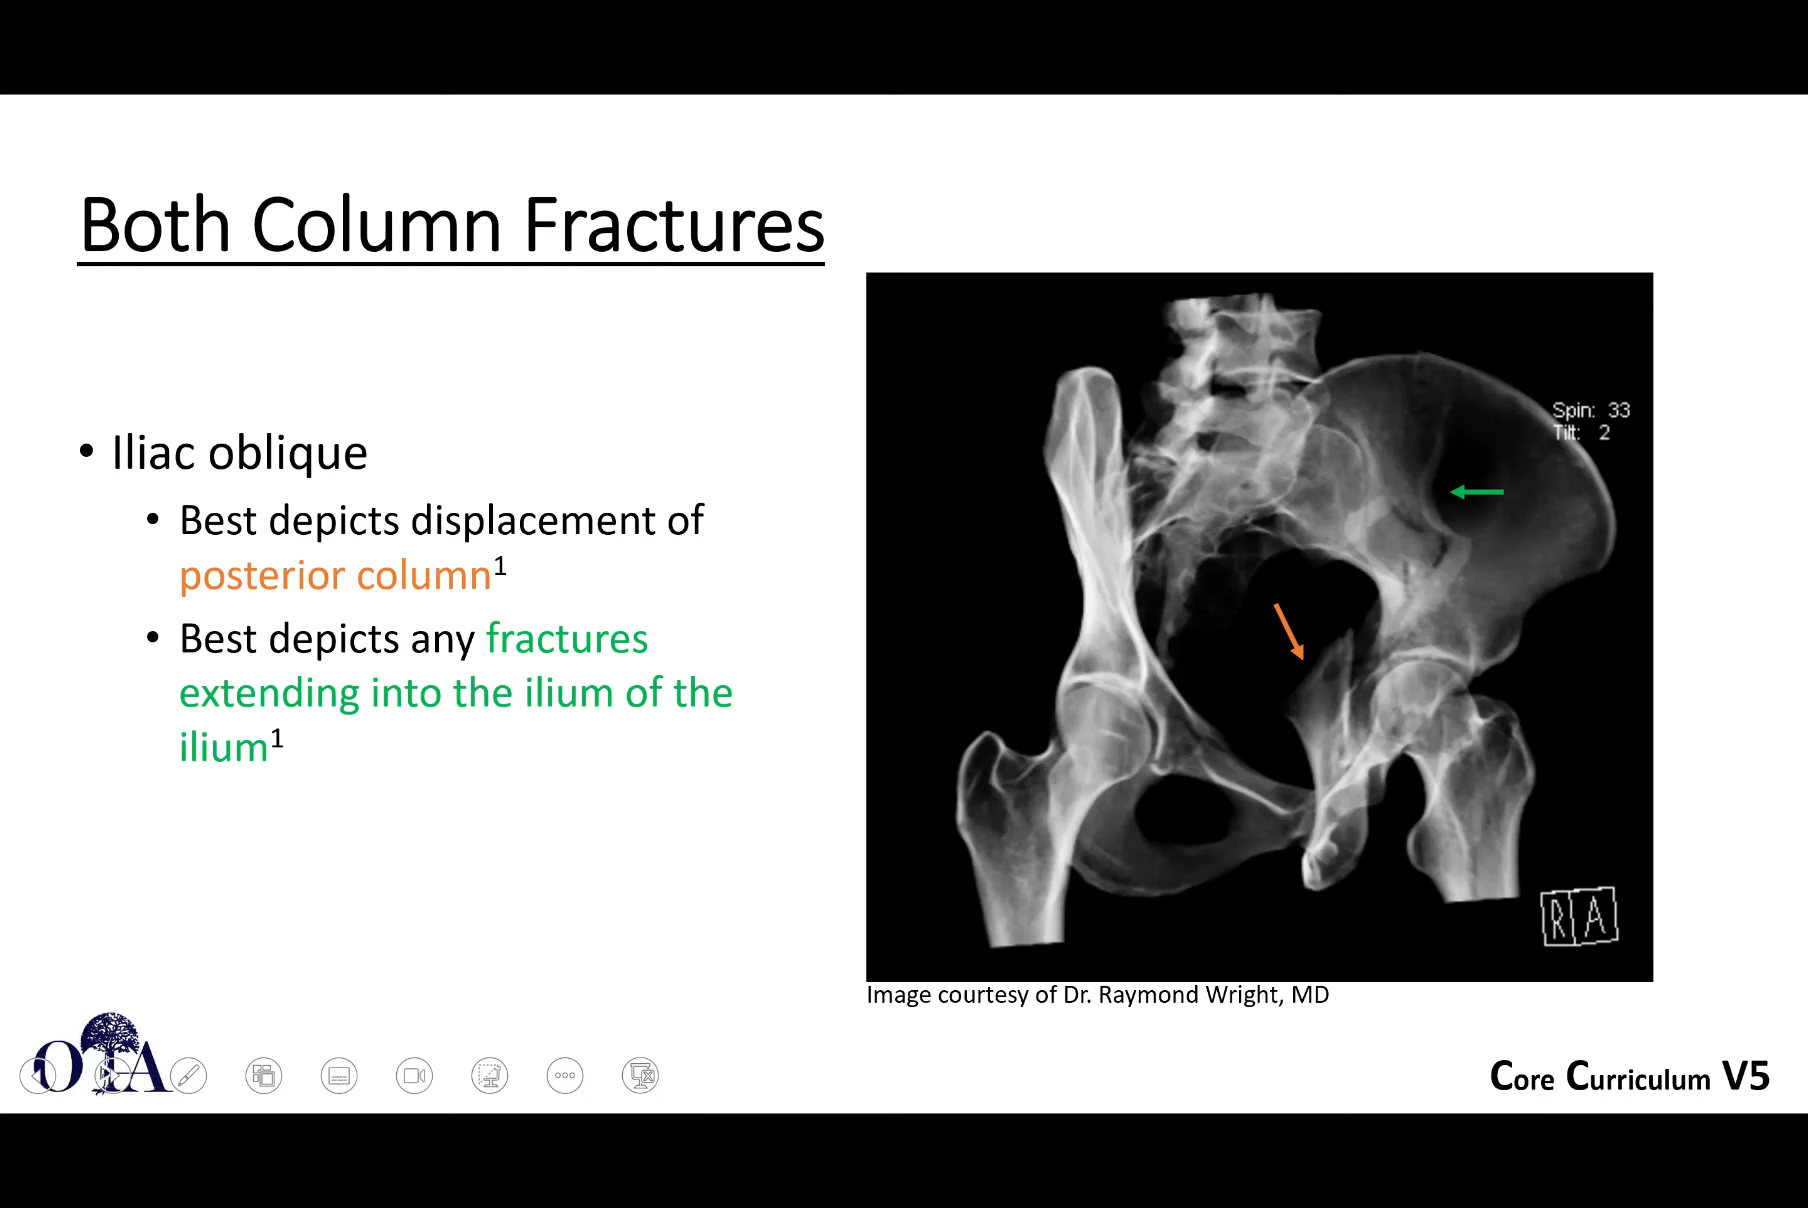 Both Column Fractures
• Iliac oblique
• Best depicts displacement of
posterior column1
• Best depicts any fractures
extending into the ilium of the
ilium1
Spin: 33
Tilt: 2
R A
Image courtesy of Dr. Raymond Wright, MD
OTA
Core Curriculum V5